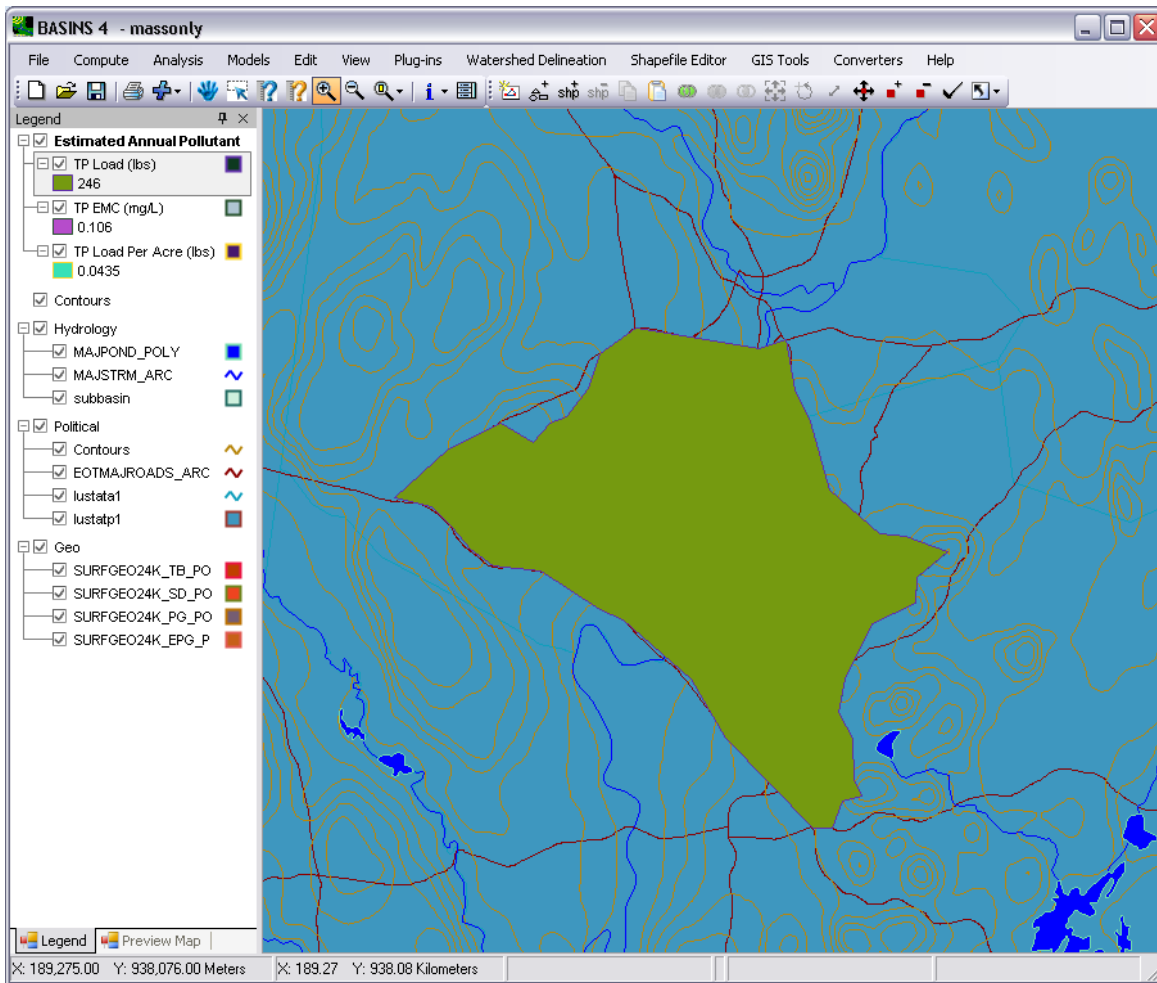 BASINS 4 - massonly
File Compute Analysis Models Edit View Plug-ins Watershed Delineation Shapefile Editor GIS Tools Converters Help
shp shp
Legend
Estimated Annual Pollutant
TP Load (lbs)
246
TP EMC (mg/L)
0.106
TP Load Per Acre (lbs)
0.0435
Contours
Hydrology
MAJPOND_POLY
MAJSTRM_ARC
subbasin
Political
Contours
EOTMAJROADS_ARC
lustata1
lustatp1
Geo
SURFGEO24K_TB_PO
SURFGEO24K_SD_PO
SURFGEO24K_PG_PO
SURFGEO24K_EPG_P
Legend Preview Map
X: 189,275.00 Y: 938,076.00 Meters X: 189.27 Y: 938.08 Kilometers